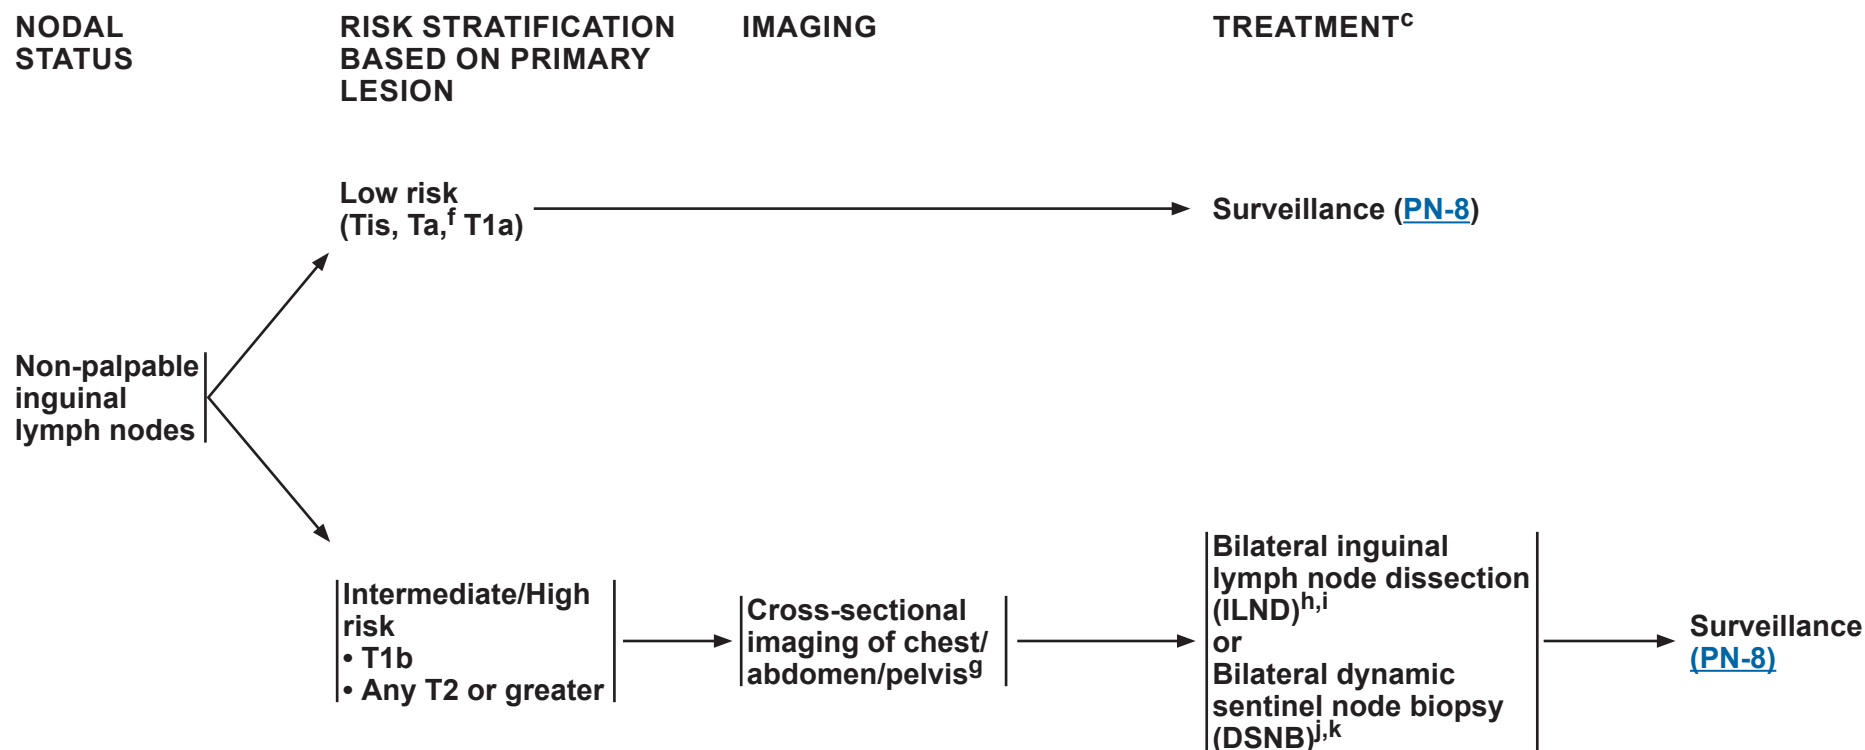 NODAL
STATUS
RISK STRATIFICATION
BASED ON PRIMARY
LESION
IMAGING
TREATMENTc
Low risk
(Tis, Ta,f T1a)
Surveillance (PN-8)
Non-palpable
inguinal
lymph nodes
Intermediate/High
risk
• T1b
• Any T2 or greater
Cross-sectional
imaging of chest/
abdomen/pelvisg
Bilateral inguinal
lymph node dissection
(ILND)h,i
or
Bilateral dynamic
sentinel node biopsy
(DSNB)j,k
Surveillance
(PN-8)